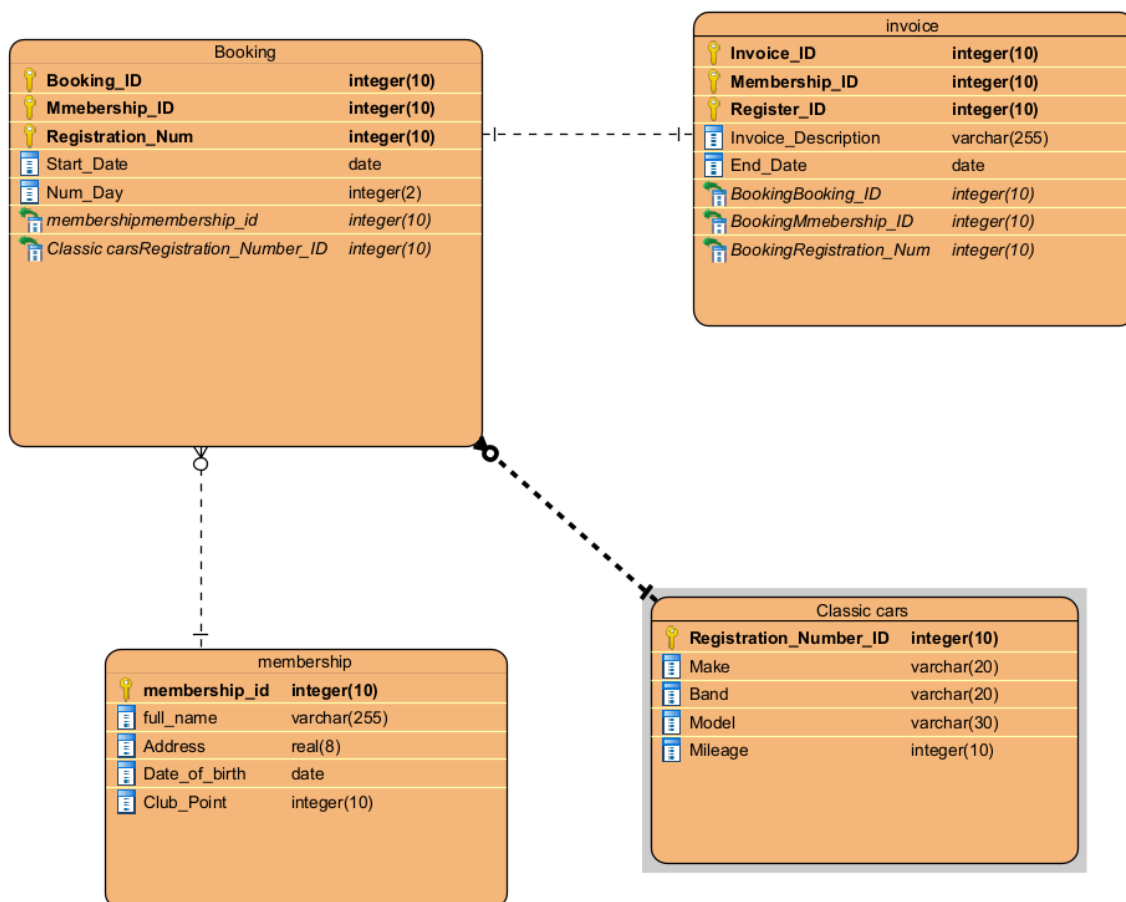 Booking
Booking_ID integer(10)
Mmebership_ID integer(10)
Registration_Num integer(10)
Start_Date date
Num_Day integer(2)
membershipmembership_id integer(10)
Classic carsRegistration_Number_ID integer(10)
invoice
Invoice_ID integer(10)
Membership_ID integer(10)
Register_ID integer(10)
Invoice_Description varchar(255)
End_Date date
BookingBooking_ID integer(10)
BookingMmebership_ID integer(10)
BookingRegistration_Num integer(10)
membership
membership_id integer(10)
full_name varchar(255)
Address real(8)
Date_of_birth date
Club_Point integer(10)
Classic cars
Registration_Number_ID integer(10)
Make varchar(20)
Band varchar(20)
Model varchar(30)
Mileage integer(10)